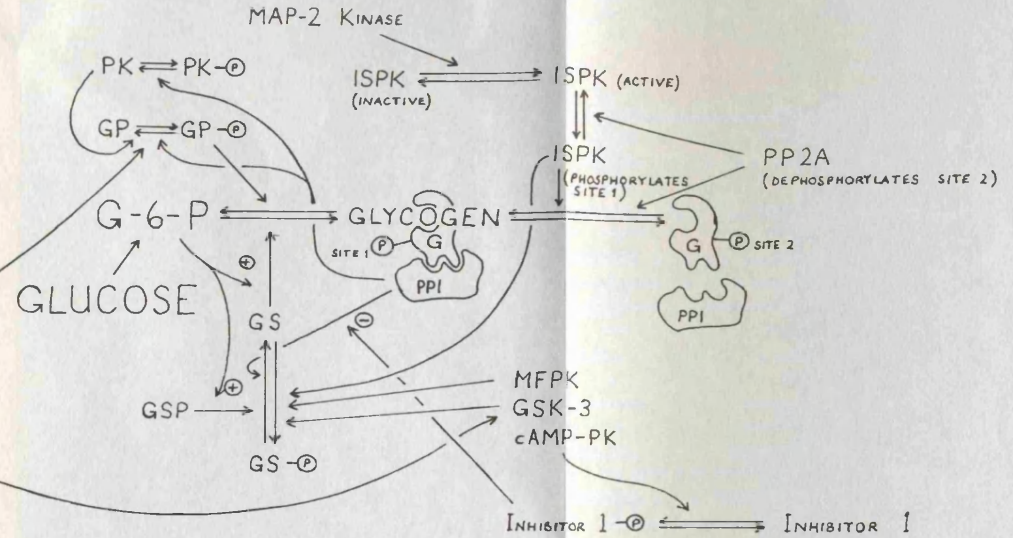 MAP-2 KINASE
PK ⇌ PK-P
ISPK
(INACTIVE)
ISPK (ACTIVE)
GP ⇌ GP-P
ISPK
(PHOSPHORYLATES
SITE 1)
PP2A
(DEPHOSPHORYLATES SITE 2)
G-6-P
GLYCOGEN
SITE 1 P
G
PP1
G
P SITE 2
PP1
GLUCOSE
+
GS
-
+
GSP
MFPK
GSK-3
cAMP-PK
GS-P
INHIBITOR 1-P
INHIBITOR 1